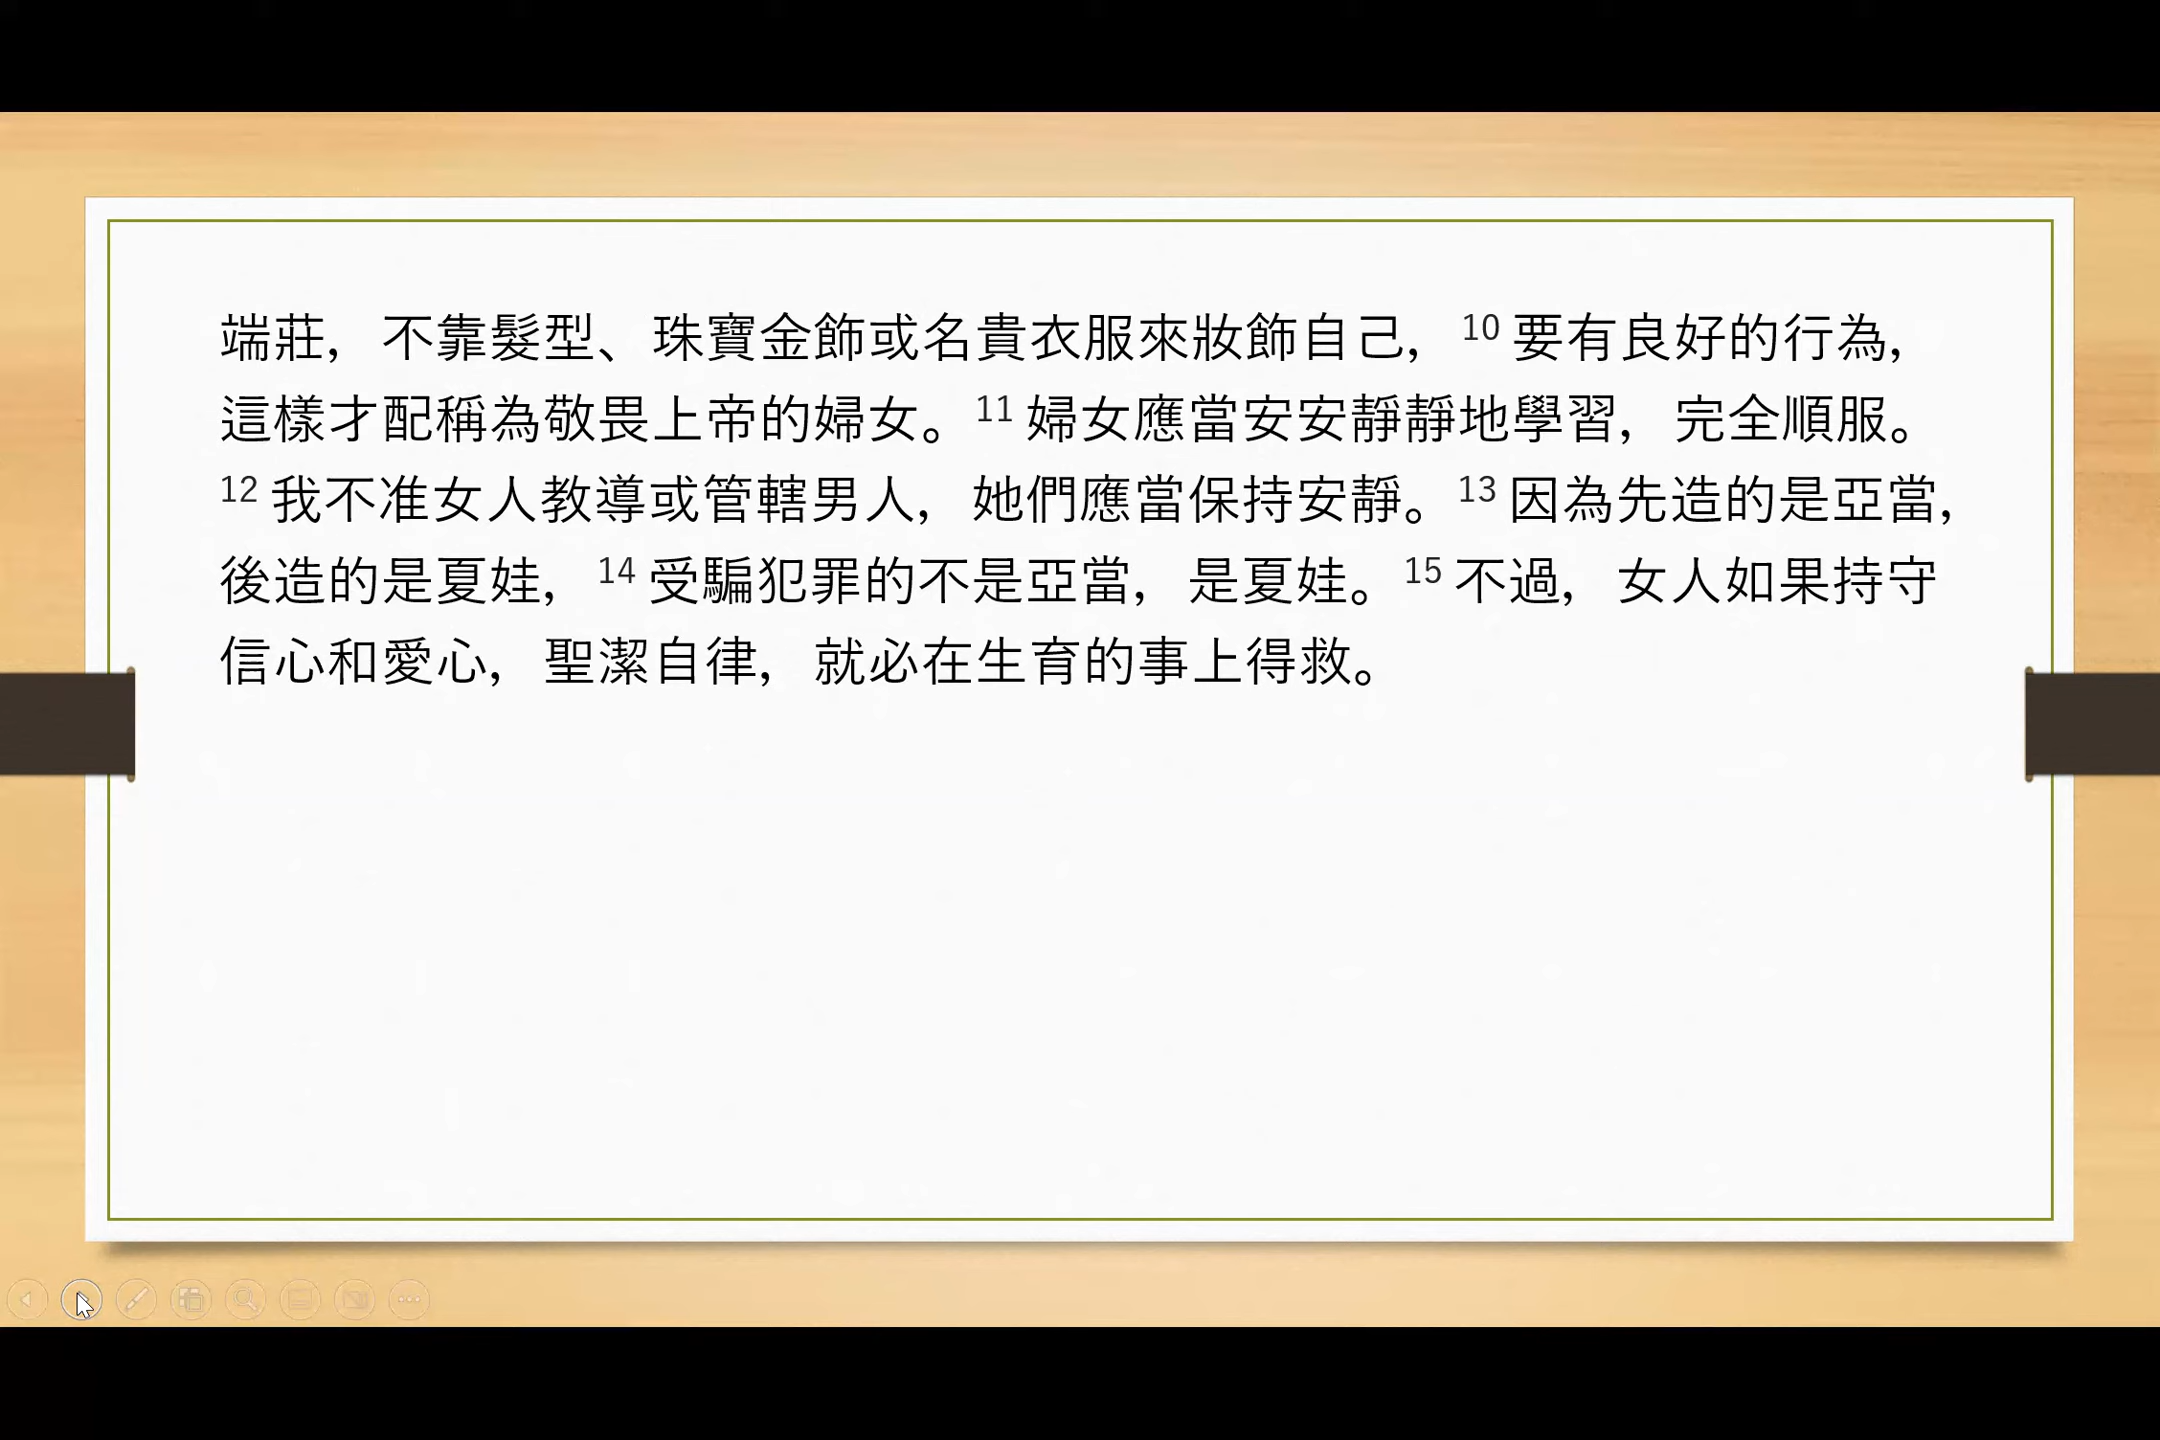 端莊，不靠髮型、珠寶金飾或名貴衣服來妝飾自己，10 要有良好的行為，
這樣才配稱為敬畏上帝的婦女。11 婦女應當安安靜靜地學習，完全順服。
12 我不准女人教導或管轄男人，她們應當保持安靜。13 因為先造的是亞當，
後造的是夏娃，14 受騙犯罪的不是亞當，是夏娃。15 不過，女人如果持守
信心和愛心，聖潔自律，就必在生育的事上得救。